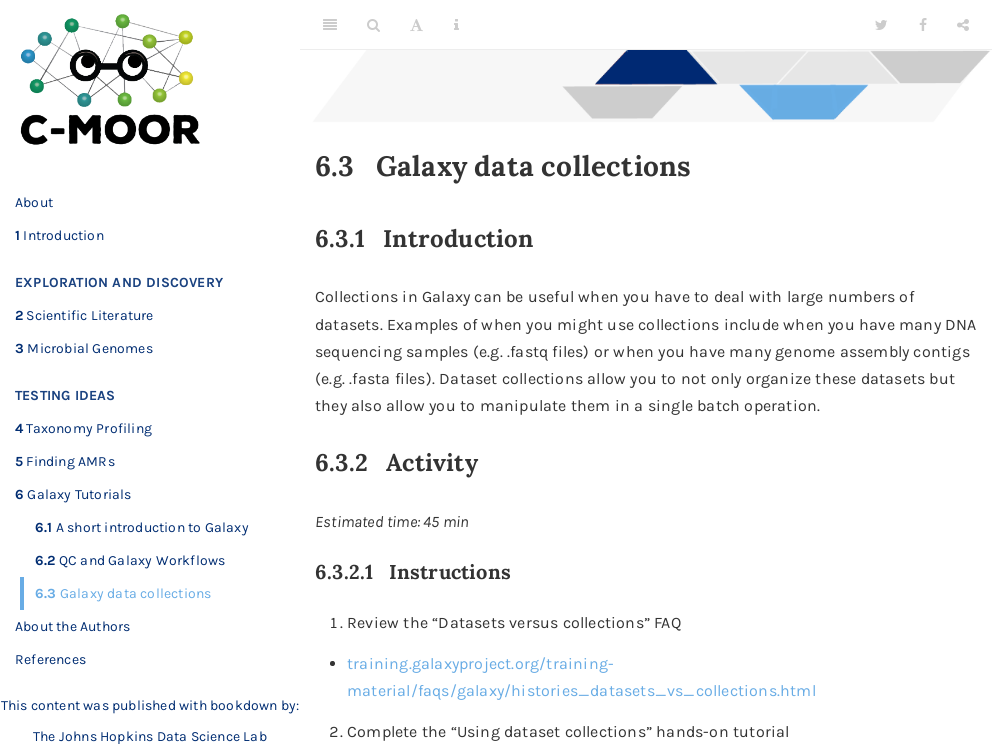 C-MOOR
About
1 Introduction
EXPLORATION AND DISCOVERY
2 Scientific Literature
3 Microbial Genomes
TESTING IDEAS
4 Taxonomy Profiling
5 Finding AMRs
6 Galaxy Tutorials
6.1 A short introduction to Galaxy
6.2 QC and Galaxy Workflows
6.3 Galaxy data collections
About the Authors
References
This content was published with bookdown by:
The Johns Hopkins Data Science Lab
6.3 Galaxy data collections
6.3.1 Introduction
Collections in Galaxy can be useful when you have to deal with large numbers of
datasets. Examples of when you might use collections include when you have many DNA
sequencing samples (e.g. .fastq files) or when you have many genome assembly contigs
(e.g. .fasta files). Dataset collections allow you to not only organize these datasets but
they also allow you to manipulate them in a single batch operation.
6.3.2 Activity
Estimated time: 45 min
6.3.2.1 Instructions
1. Review the “Datasets versus collections” FAQ
• training.galaxyproject.org/training-
material/faqs/galaxy/histories_datasets_vs_collections.html
2. Complete the “Using dataset collections” hands-on tutorial